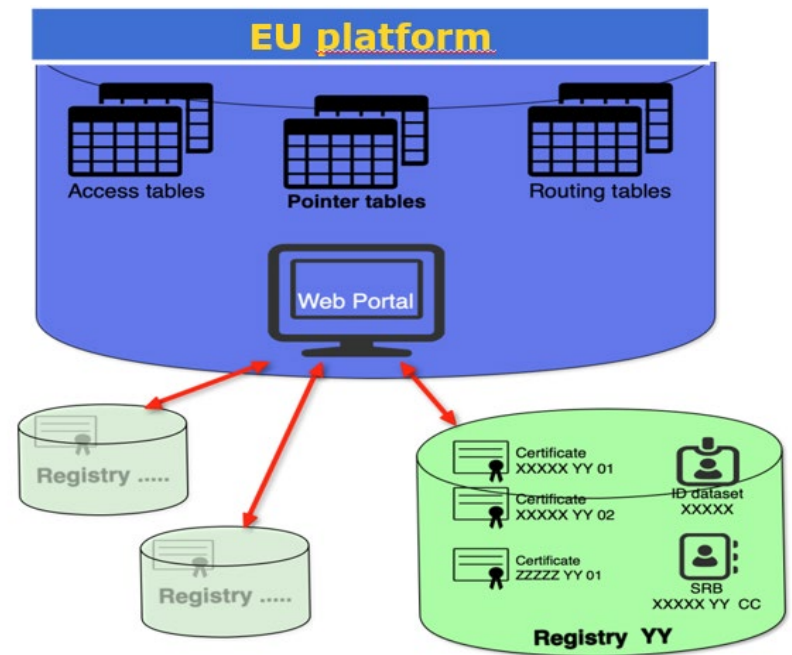 EU platform
Access tables
Pointer tables
Routing tables
Web Portal
Registry .....
Registry .....
Certificate
XXXXX YY 01
Certificate
XXXXX YY 02
Certificate
ZZZZZ YY 01
ID dataset
XXXXX
SRB
XXXXX YY CC
Registry YY